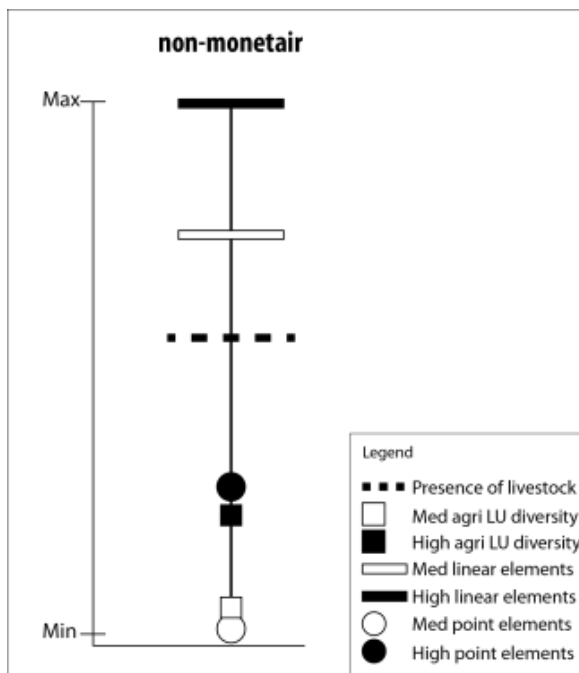 non-monetair
Max
Min
Legend
Presence of livestock
Med agri LU diversity
High agri LU diversity
Med linear elements
High linear elements
Med point elements
High point elements